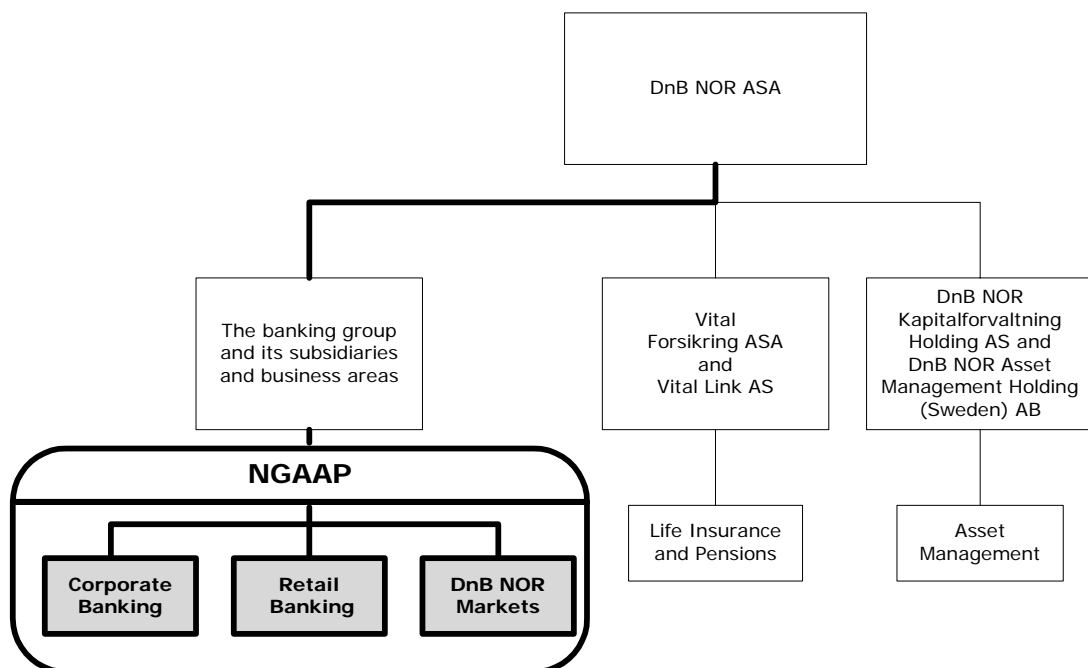 DnB NOR ASA
The banking group
and its subsidiaries
and business areas
Vital
Forsikring ASA
and
Vital Link AS
DnB NOR
Kapitalforvaltning
Holding AS and
DnB NOR Asset
Management Holding
(Sweden) AB
NGAAP
Corporate
Banking
Retail
Banking
DnB NOR
Markets
Life Insurance
and Pensions
Asset
Management